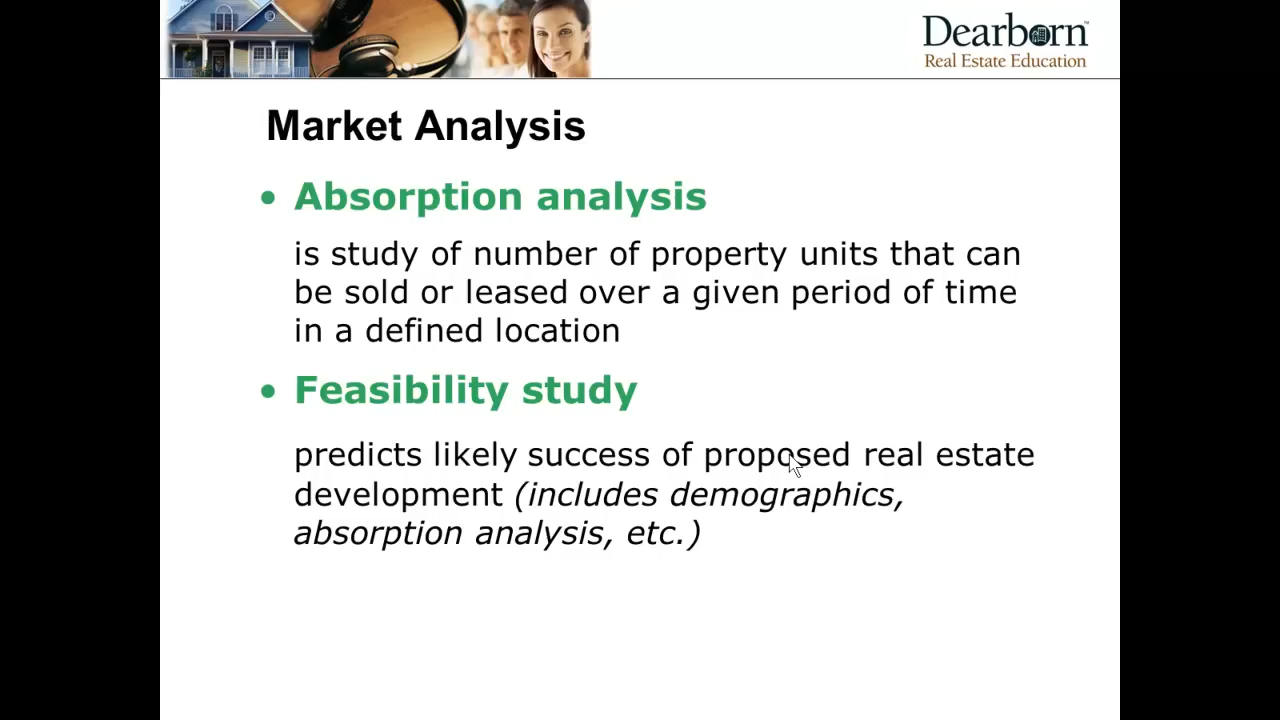 Dearborn™
Real Estate Education
Market Analysis
• Absorption analysis
is study of number of property units that can
be sold or leased over a given period of time
in a defined location
• Feasibility study
predicts likely success of proposed real estate
development (includes demographics,
absorption analysis, etc.)